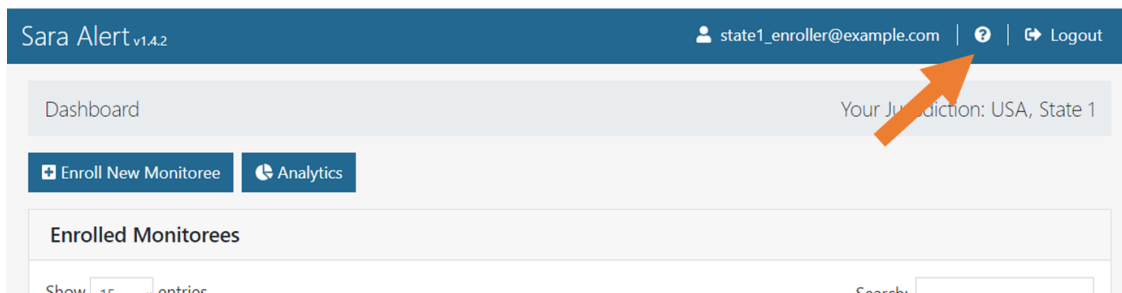 Sara Alert v1.4.2 state1_enroller@example.com Logout
Dashboard Your Jurisdiction: USA, State 1
Enroll New Monitoree Analytics
Enrolled Monitorees
Show 15 entries Search: